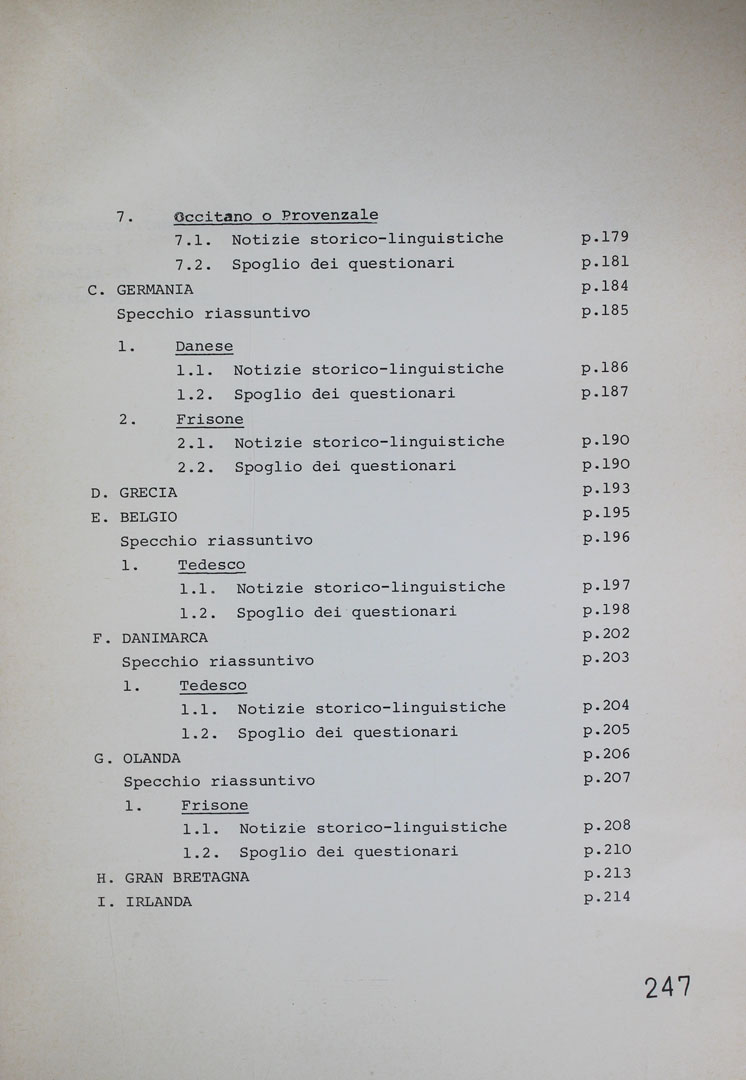 7. Occitano o Provenzale
7.1. Notizie storico-linguistiche p.179
7.2. Spoglio dei questionari p.181
C. GERMANIA p.184
Specchio riassuntivo p.185
1. Danese
1.1. Notizie storico-linguistiche p.186
1.2. Spoglio dei questionari p.187
2. Frisone
2.1. Notizie storico-linguistiche p.190
2.2. Spoglio dei questionari p.190
D. GRECIA p.193
E. BELGIO p.195
Specchio riassuntivo p.196
1. Tedesco
1.1. Notizie storico-linguistiche p.197
1.2. Spoglio dei questionari p.198
F. DANIMARCA p.202
Specchio riassuntivo p.203
1. Tedesco
1.1. Notizie storico-linguistiche p.204
1.2. Spoglio dei questionari p.205
G. OLANDA p.206
Specchio riassuntivo p.207
1. Frisone
1.1. Notizie storico-linguistiche p.208
1.2. Spoglio dei questionari p.210
H. GRAN BRETAGNA p.213
I. IRLANDA p.214
247